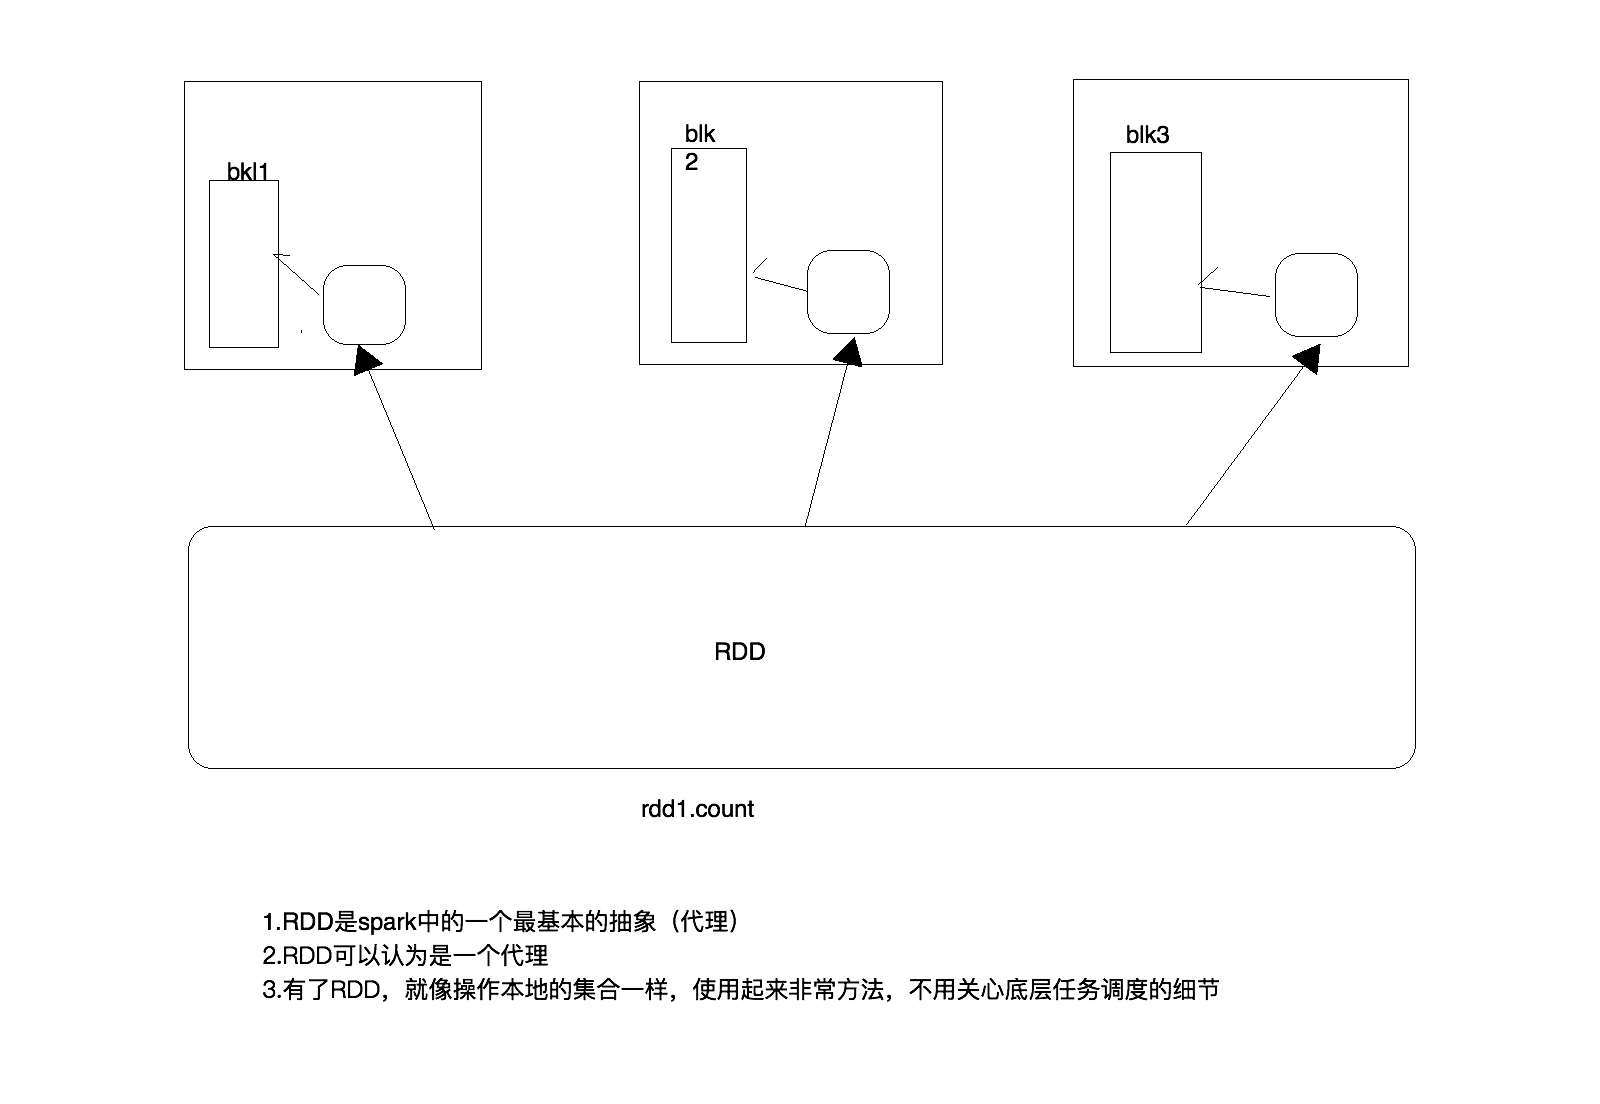 bkl1
blk
2
blk3
RDD
rdd1.count
1.RDD是spark中的一个最基本的抽象（代理）
2.RDD可以认为是一个代理
3.有了RDD，就像操作本地的集合一样，使用起来非常方法，不用关心底层任务调度的细节